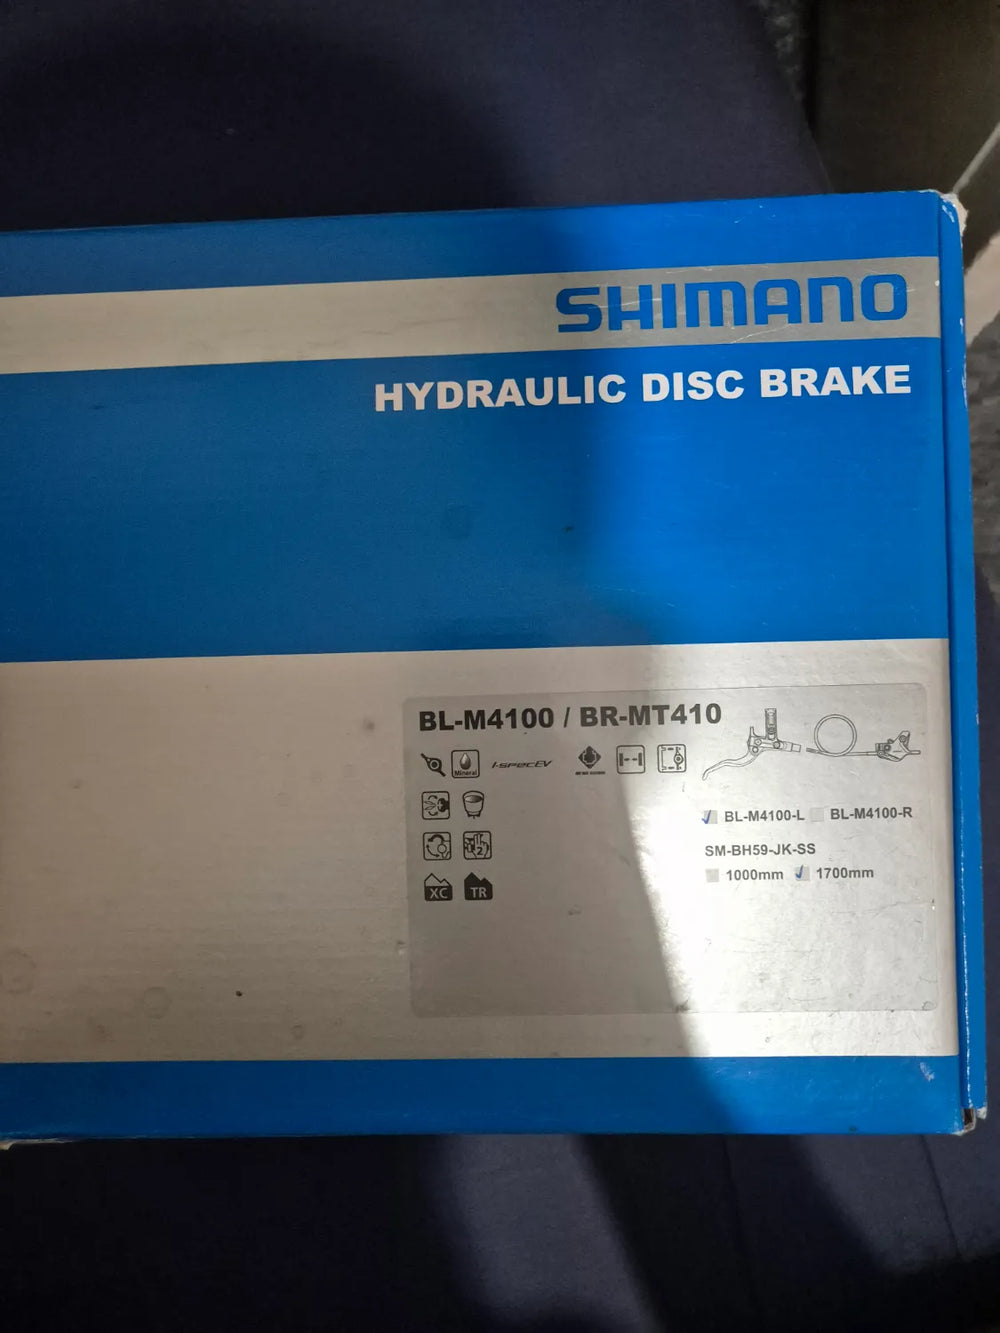 SHIMANO
HYDRAULIC DISC BRAKE
BL-M4100 / BR-MT410
Mineral
I-SPEC EV
BL-M4100-L BL-M4100-R
SM-BH59-JK-SS
1000mm 1700mm
2
XC TR